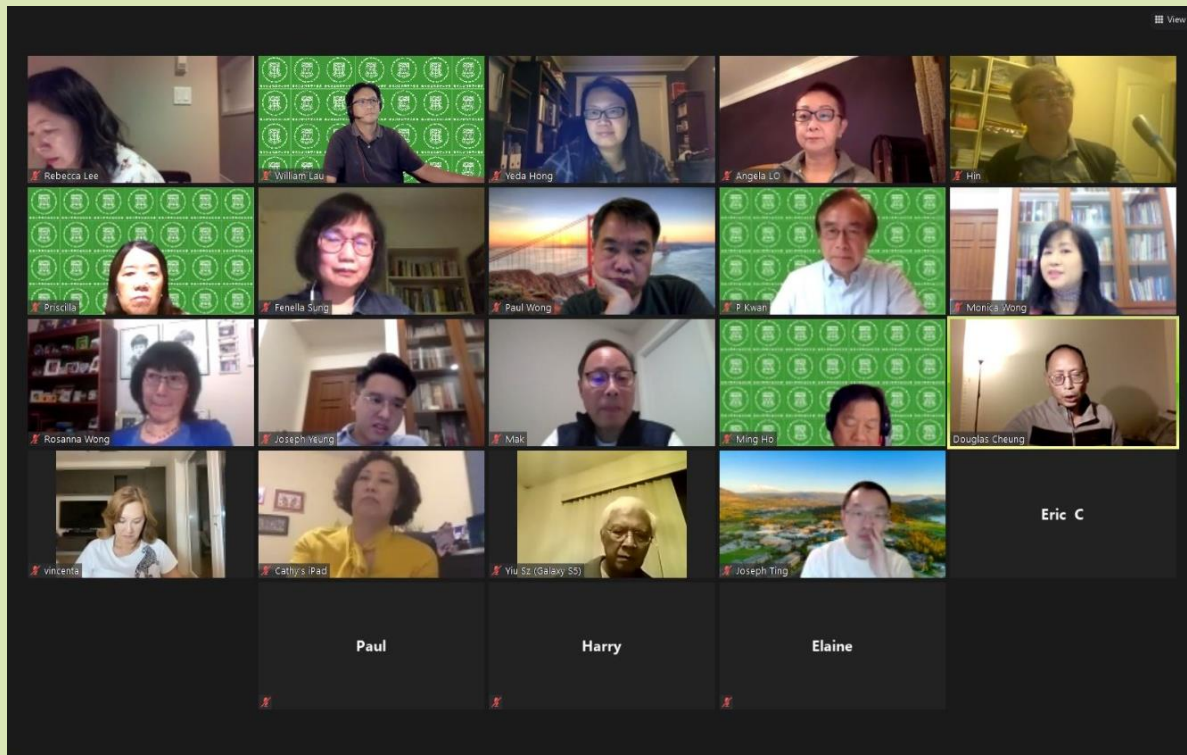 View
Rebecca Lee
William Lau
Yeda Hong
Angela LO
Hin
Priscilla
Fenella Sung
Paul Wong
P Kwan
Monica Wong
Rosanna Wong
Joseph Yeung
Mak
Ming Ho
Douglas Cheung
vincenta
Cathy's iPad
Yiu Sz (Galaxy S5)
Joseph Ting
Eric C
Paul
Harry
Elaine